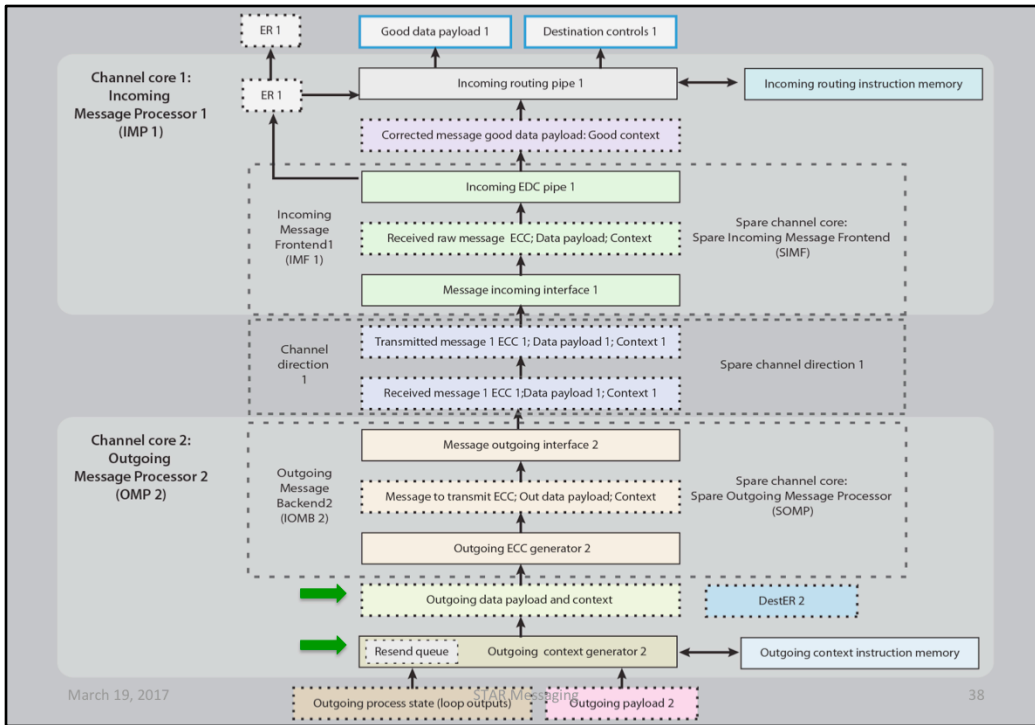 ER 1
Good data payload 1
Destination controls 1
Channel core 1:
Incoming
Message Processor 1
(IMP 1)
ER 1
Incoming routing pipe 1
Incoming routing instruction memory
Corrected message good data payload: Good context
Incoming EDC pipe 1
Incoming
Message
Frontend1
(IMF 1)
Received raw message ECC; Data payload; Context
Spare channel core:
Spare Incoming Message Frontend
(SIMF)
Message incoming interface 1
Channel
direction
1
Transmitted message 1 ECC 1; Data payload 1; Context 1
Spare channel direction 1
Received message 1 ECC 1;Data payload 1; Context 1
Channel core 2:
Outgoing
Message Processor 2
(OMP 2)
Message outgoing interface 2
Outgoing
Message
Backend2
(IOMB 2)
Message to transmit ECC; Out data payload; Context
Spare channel core:
Spare Outgoing Message Processor
(SOMP)
Outgoing ECC generator 2
Outgoing data payload and context
DestER 2
Resend queue
Outgoing context generator 2
Outgoing context instruction memory
March 19, 2017
STAR Messaging
38
Outgoing process state (loop outputs)
Outgoing payload 2